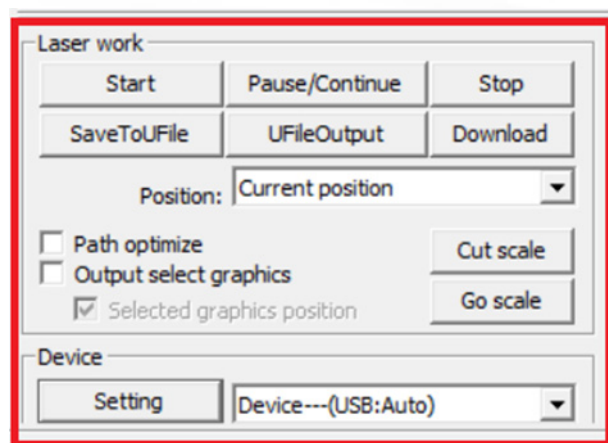 Laser work
Start Pause/Continue Stop
SaveToUFile UFileOutput Download
Position: Current position
Path optimize
Output select graphics
Cut scale
Selected graphics position
Go scale
Device
Setting Device---(USB:Auto)